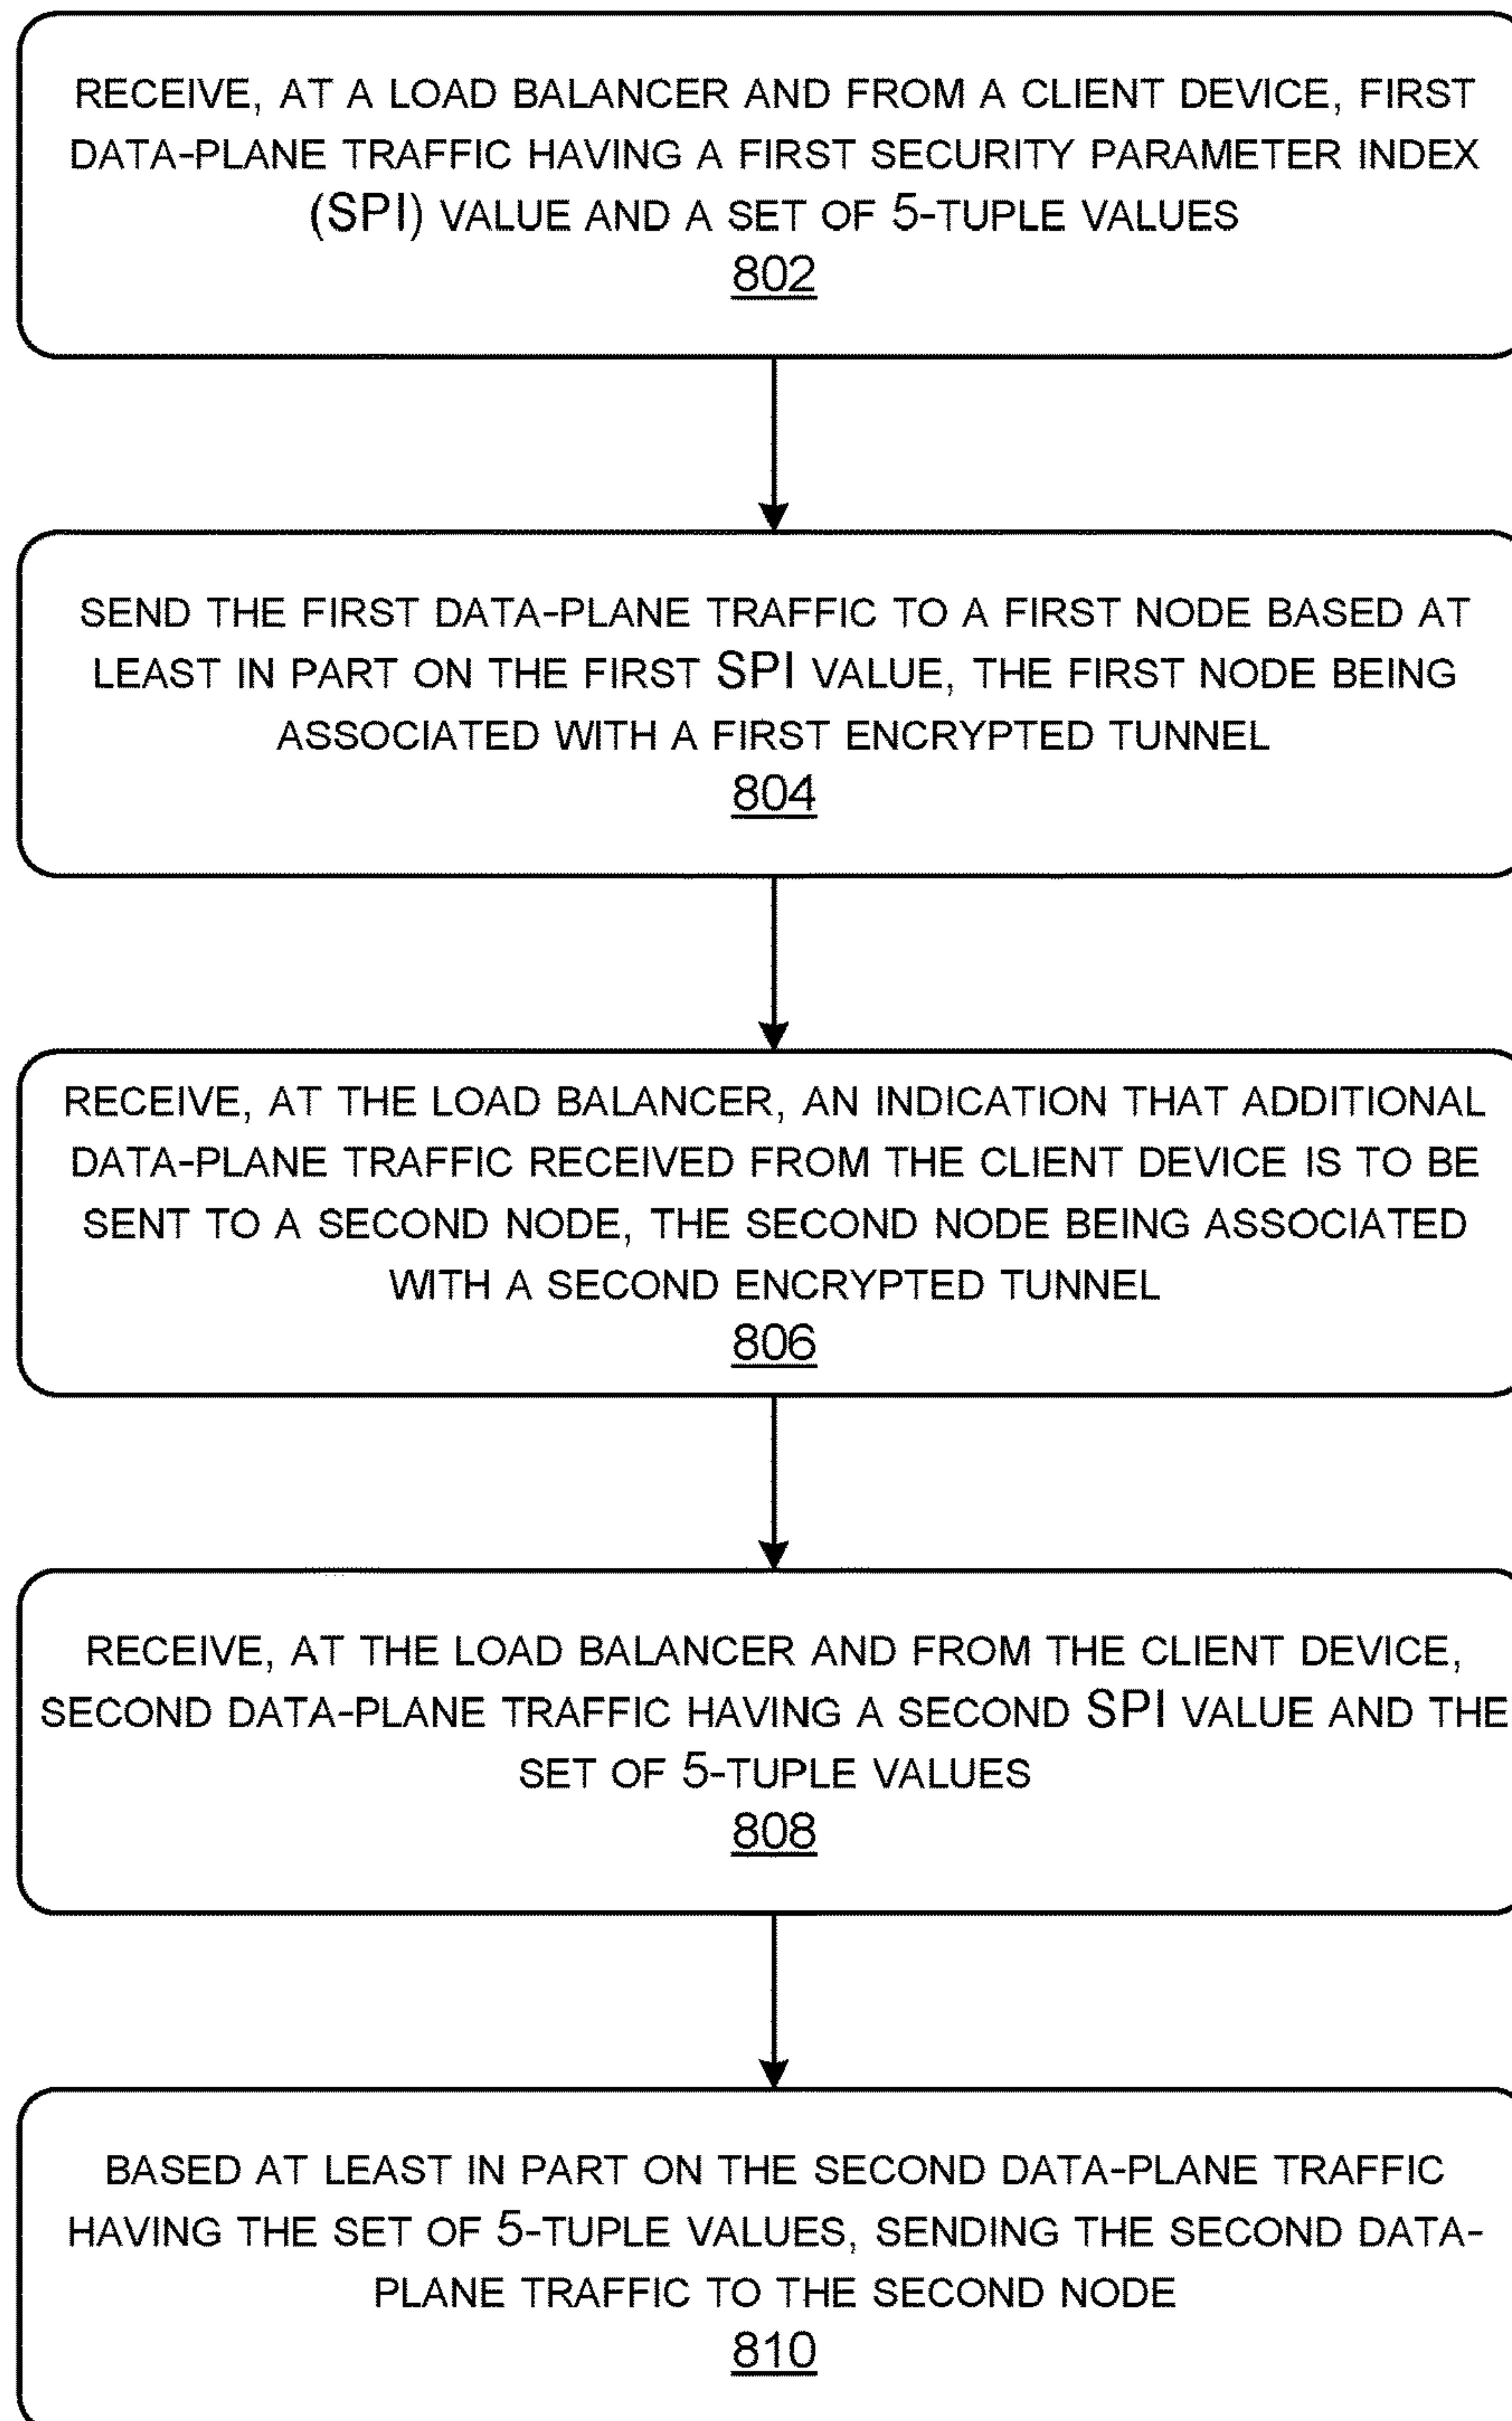 RECEIVE, AT A LOAD BALANCER AND FROM A CLIENT DEVICE, FIRST
DATA-PLANE TRAFFIC HAVING A FIRST SECURITY PARAMETER INDEX
(SPI) VALUE AND A SET OF 5-TUPLE VALUES
802
SEND THE FIRST DATA-PLANE TRAFFIC TO A FIRST NODE BASED AT
LEAST IN PART ON THE FIRST SPI VALUE, THE FIRST NODE BEING
ASSOCIATED WITH A FIRST ENCRYPTED TUNNEL
804
RECEIVE, AT THE LOAD BALANCER, AN INDICATION THAT ADDITIONAL
DATA-PLANE TRAFFIC RECEIVED FROM THE CLIENT DEVICE IS TO BE
SENT TO A SECOND NODE, THE SECOND NODE BEING ASSOCIATED
WITH A SECOND ENCRYPTED TUNNEL
806
RECEIVE, AT THE LOAD BALANCER AND FROM THE CLIENT DEVICE,
SECOND DATA-PLANE TRAFFIC HAVING A SECOND SPI VALUE AND THE
SET OF 5-TUPLE VALUES
808
BASED AT LEAST IN PART ON THE SECOND DATA-PLANE TRAFFIC
HAVING THE SET OF 5-TUPLE VALUES, SENDING THE SECOND DATA-
PLANE TRAFFIC TO THE SECOND NODE
810